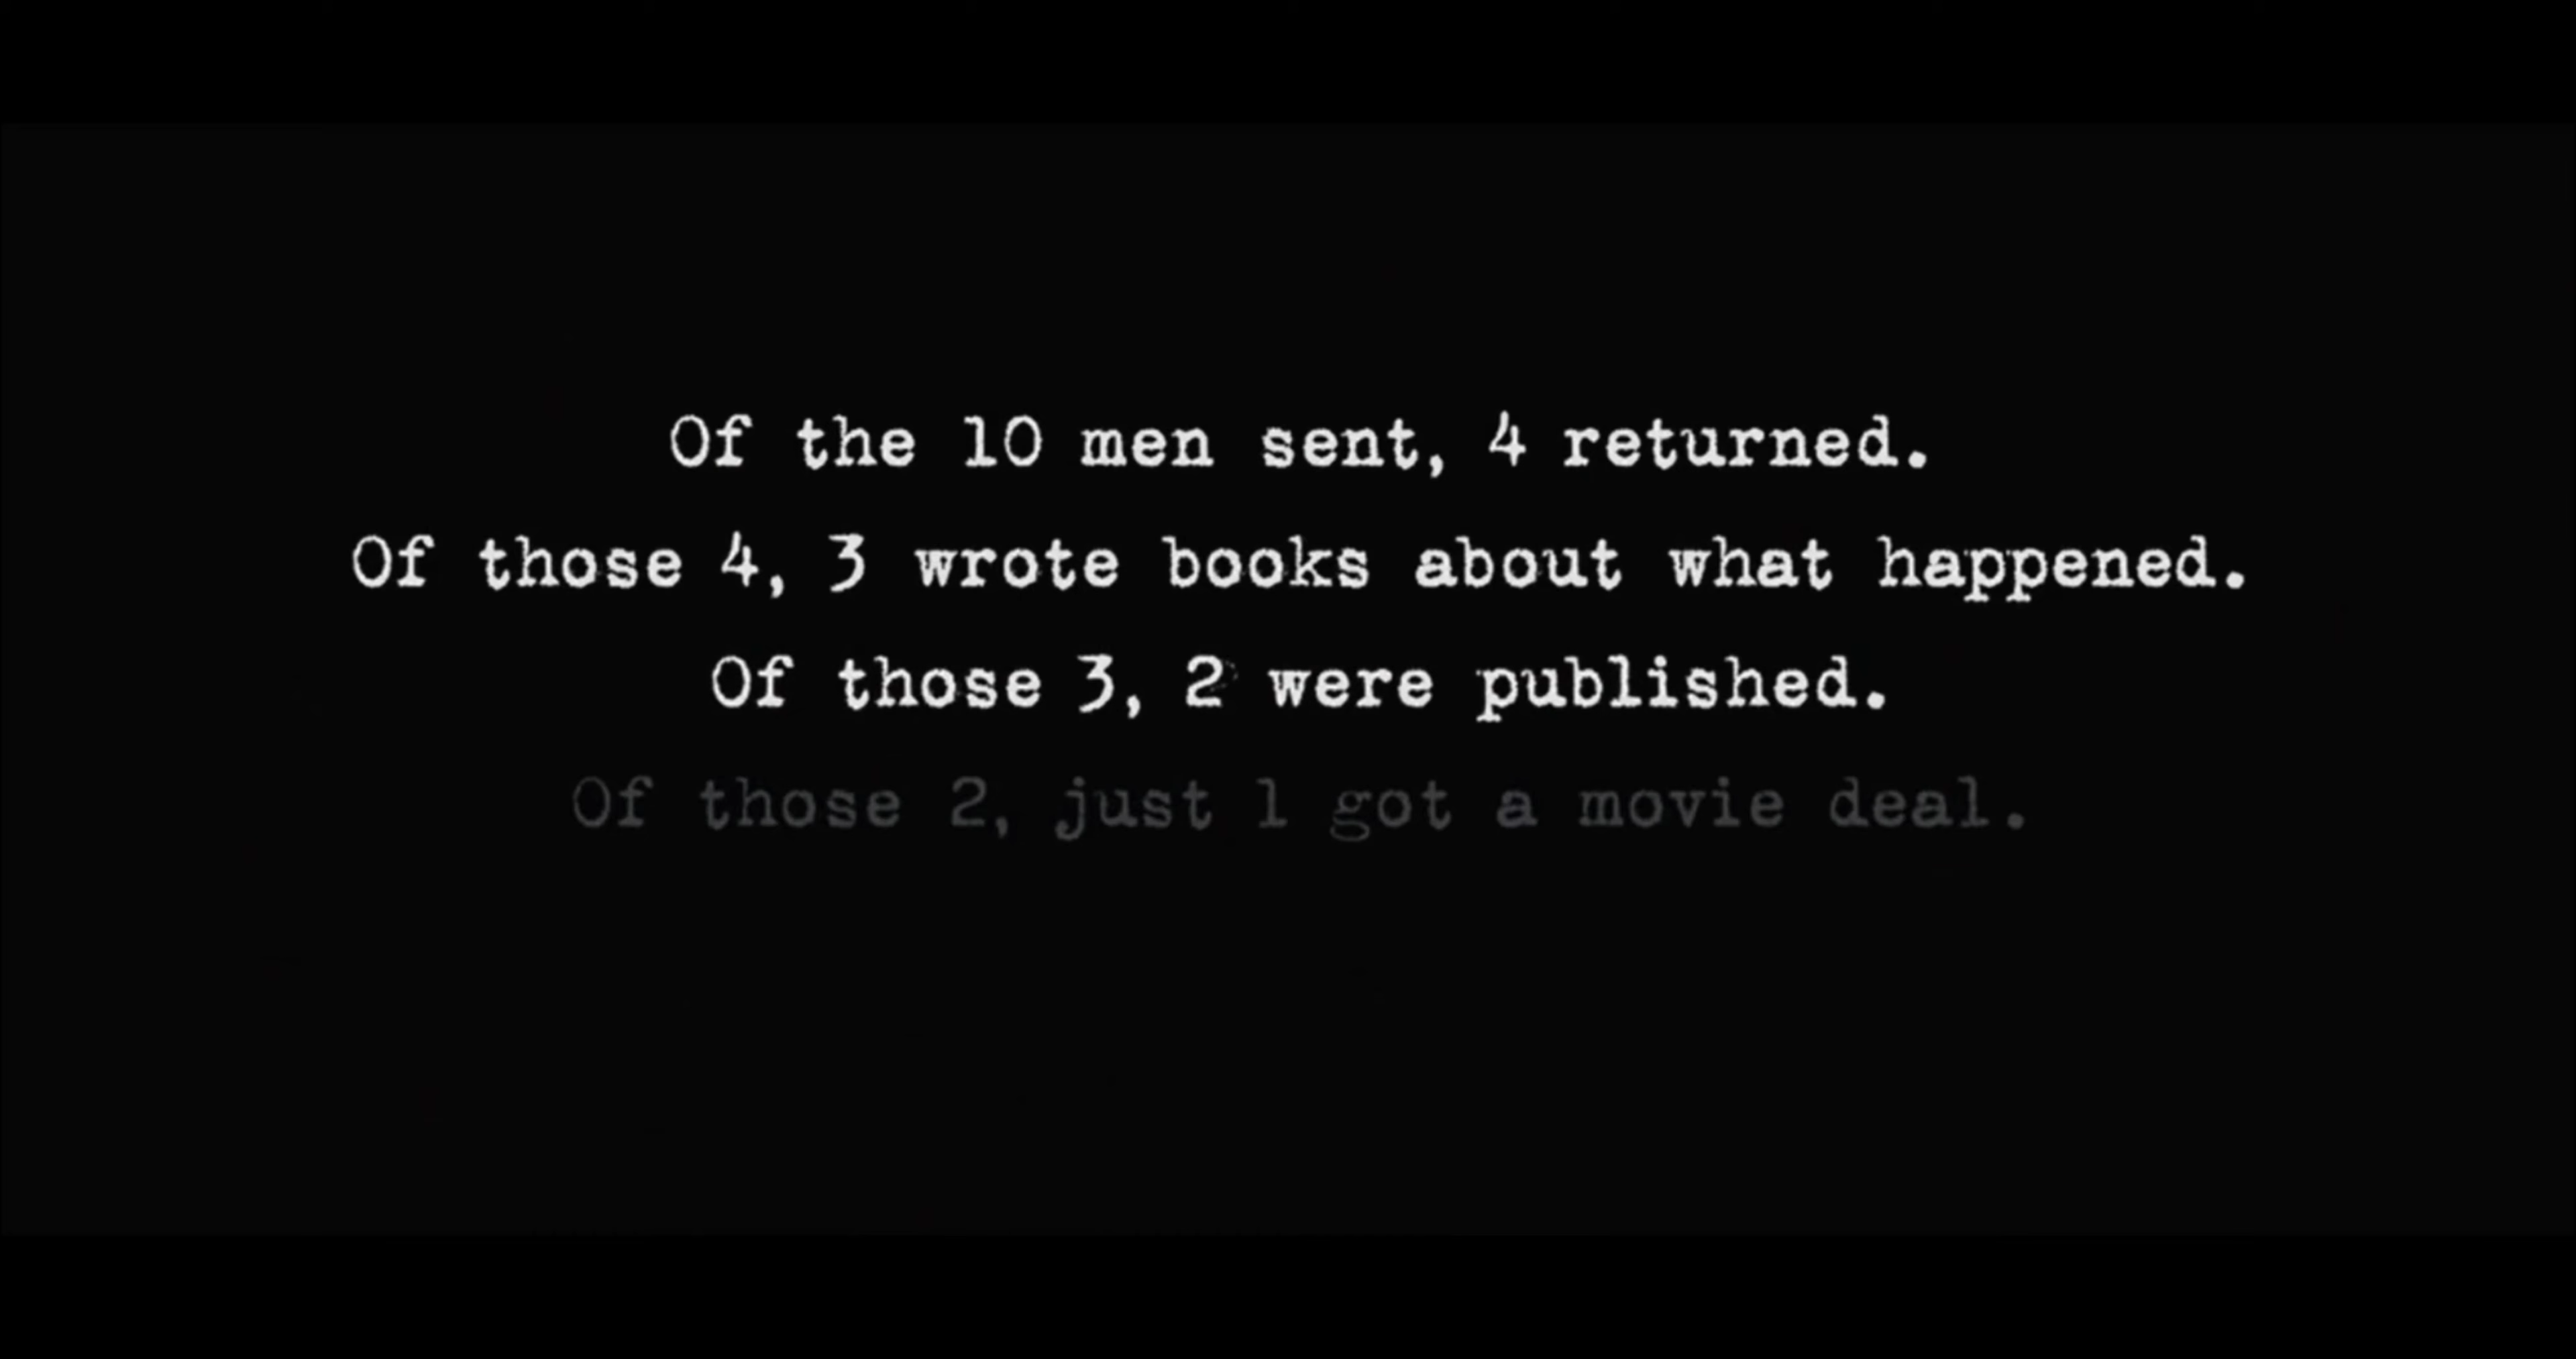 Of the 10 men sent, 4 returned.
Of those 4, 3 wrote books about what happened.
Of those 3, 2 were published.
Of those 2, just 1 got a movie deal.